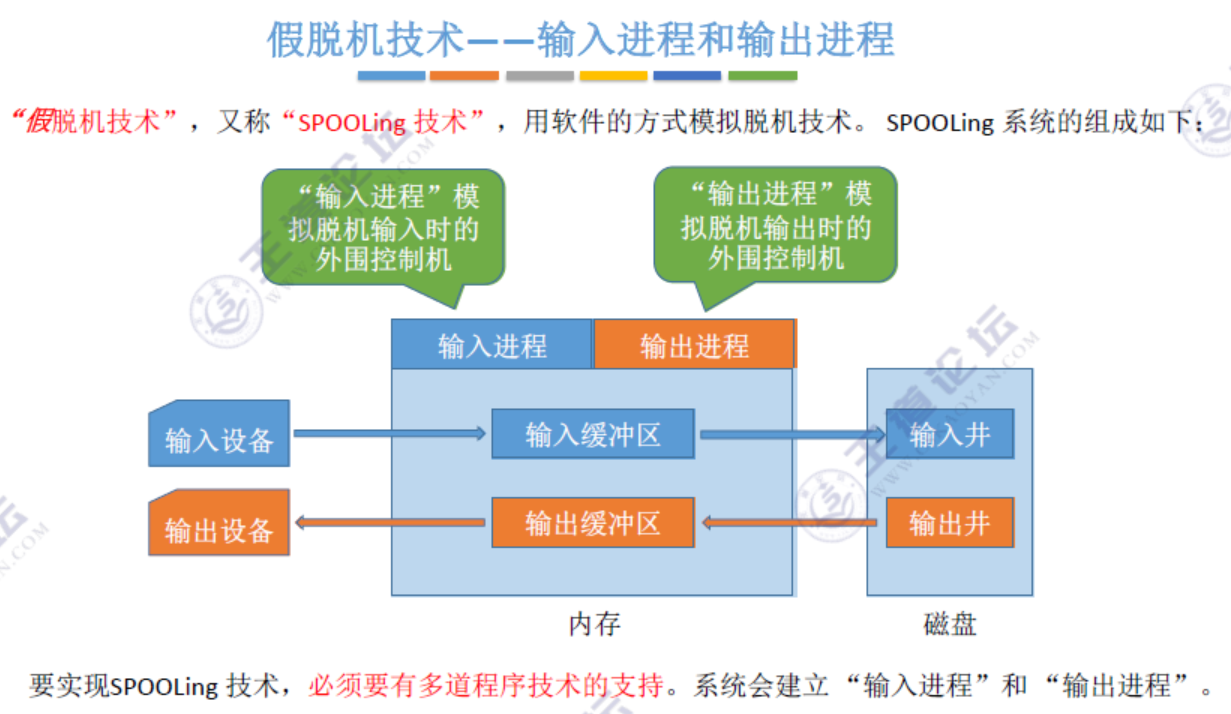 假脱机技术——输入进程和输出进程
“假脱机技术”，又称“SPOOLing 技术”，用软件的方式模拟脱机技术。 SPOOLing 系统的组成如下：
“输入进程”模
拟脱机输入时的
外围控制机
“输出进程”模
拟脱机输出时的
外围控制机
输入进程
输出进程
输入设备
输入缓冲区
输入井
输出设备
输出缓冲区
输出井
内存
磁盘
要实现SPOOLing 技术，必须要有多道程序技术的支持。系统会建立“输入进程”和“输出进程”。
王道论坛